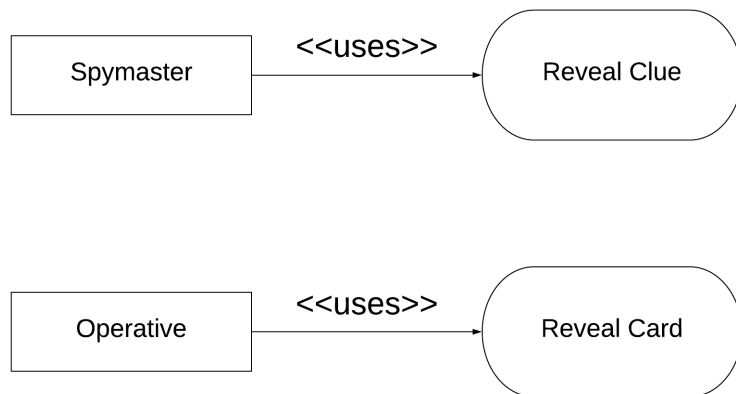 <<uses>>
Spymaster
Reveal Clue
<<uses>>
Operative
Reveal Card